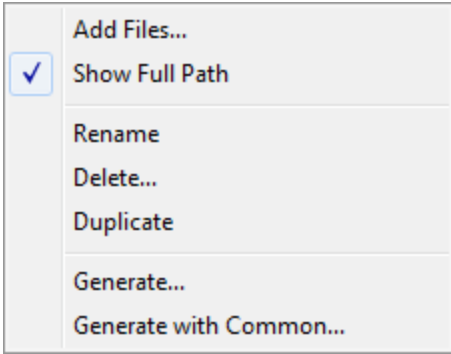 Add Files...
Show Full Path
Rename
Delete...
Duplicate
Generate...
Generate with Common...